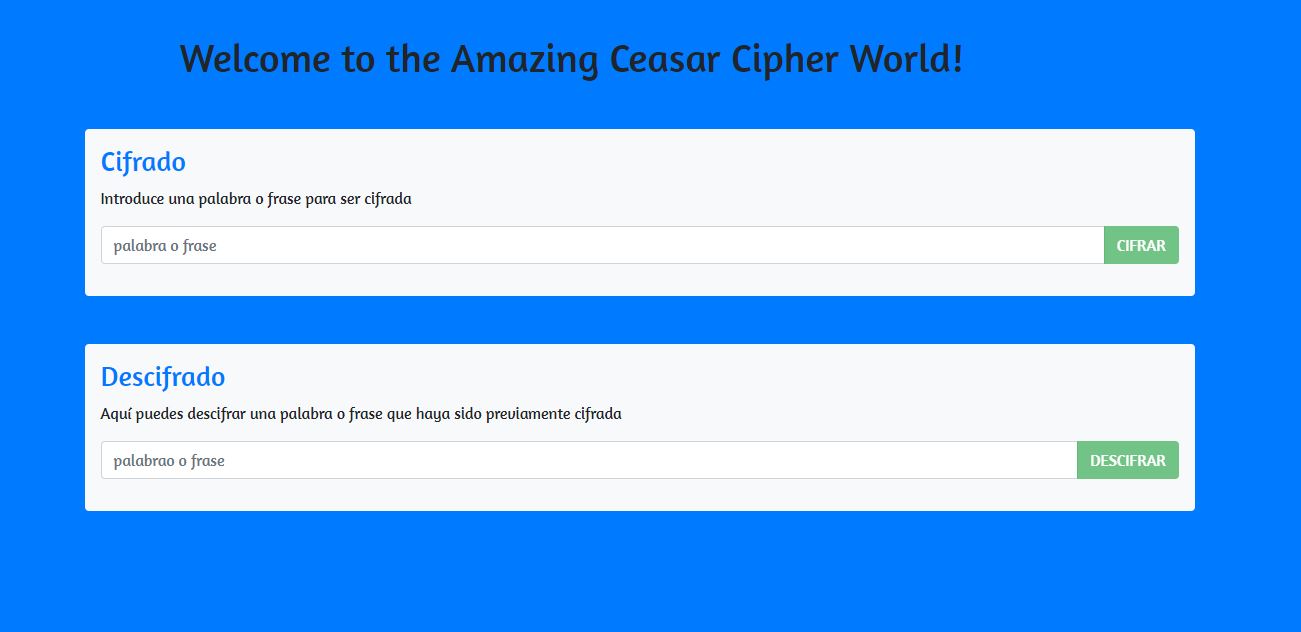 Welcome to the Amazing Ceasar Cipher World!
Cifrado
Introduce una palabra o frase para ser cifrada
palabra o frase
CIFRAR
Descifrado
Aquí puedes descifrar una palabra o frase que haya sido previamente cifrada
palabrao o frase
DESCIFRAR